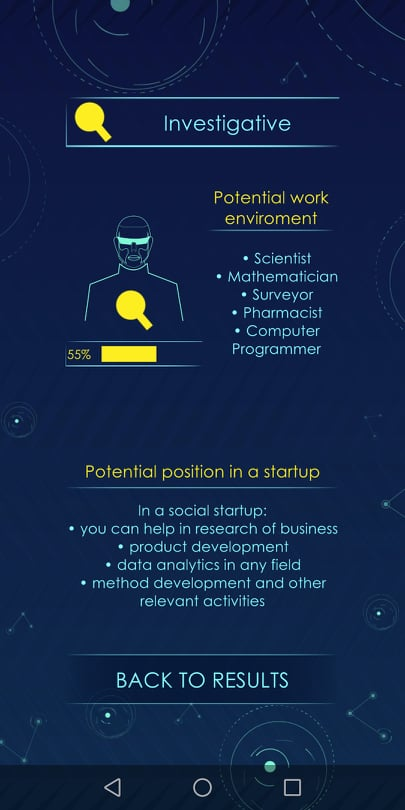 Investigative
Potential work
enviroment
• Scientist
• Mathematician
• Surveyor
• Pharmacist
• Computer
Programmer
55%
Potential position in a startup
In a social startup:
• you can help in research of business
• product development
• data analytics in any field
• method development and other
relevant activities
BACK TO RESULTS